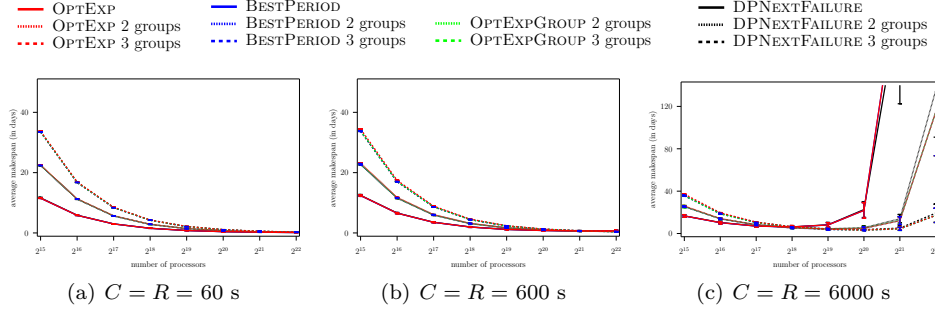 OPTEXP
OPTEXP 2 groups
OPTEXP 3 groups
BESTPERIOD
BESTPERIOD 2 groups
BESTPERIOD 3 groups
OPTEXPGROUP 2 groups
OPTEXPGROUP 3 groups
DPNEXTFAILURE
DPNEXTFAILURE 2 groups
DPNEXTFAILURE 3 groups
average makespan (in days)
40
20
0
2^15 2^16 2^17 2^18 2^19 2^20 2^21 2^22
number of processors
(a) C = R = 60 s
average makespan (in days)
40
20
0
2^15 2^16 2^17 2^18 2^19 2^20 2^21 2^22
number of processors
(b) C = R = 600 s
average makespan (in days)
120
80
40
0
2^15 2^16 2^17 2^18 2^19 2^20 2^21
number of processors
(c) C = R = 6000 s